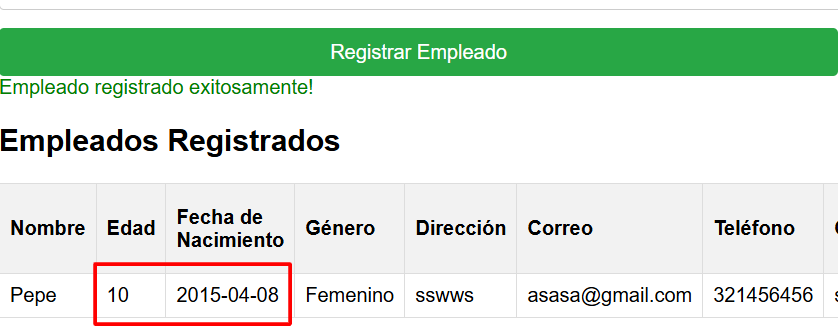 Registrar Empleado
Empleado registrado exitosamente!
Empleados Registrados
Nombre Edad Fecha de Nacimiento Género Dirección Correo Teléfono
Pepe 10 2015-04-08 Femenino sswws asasa@gmail.com 321456456